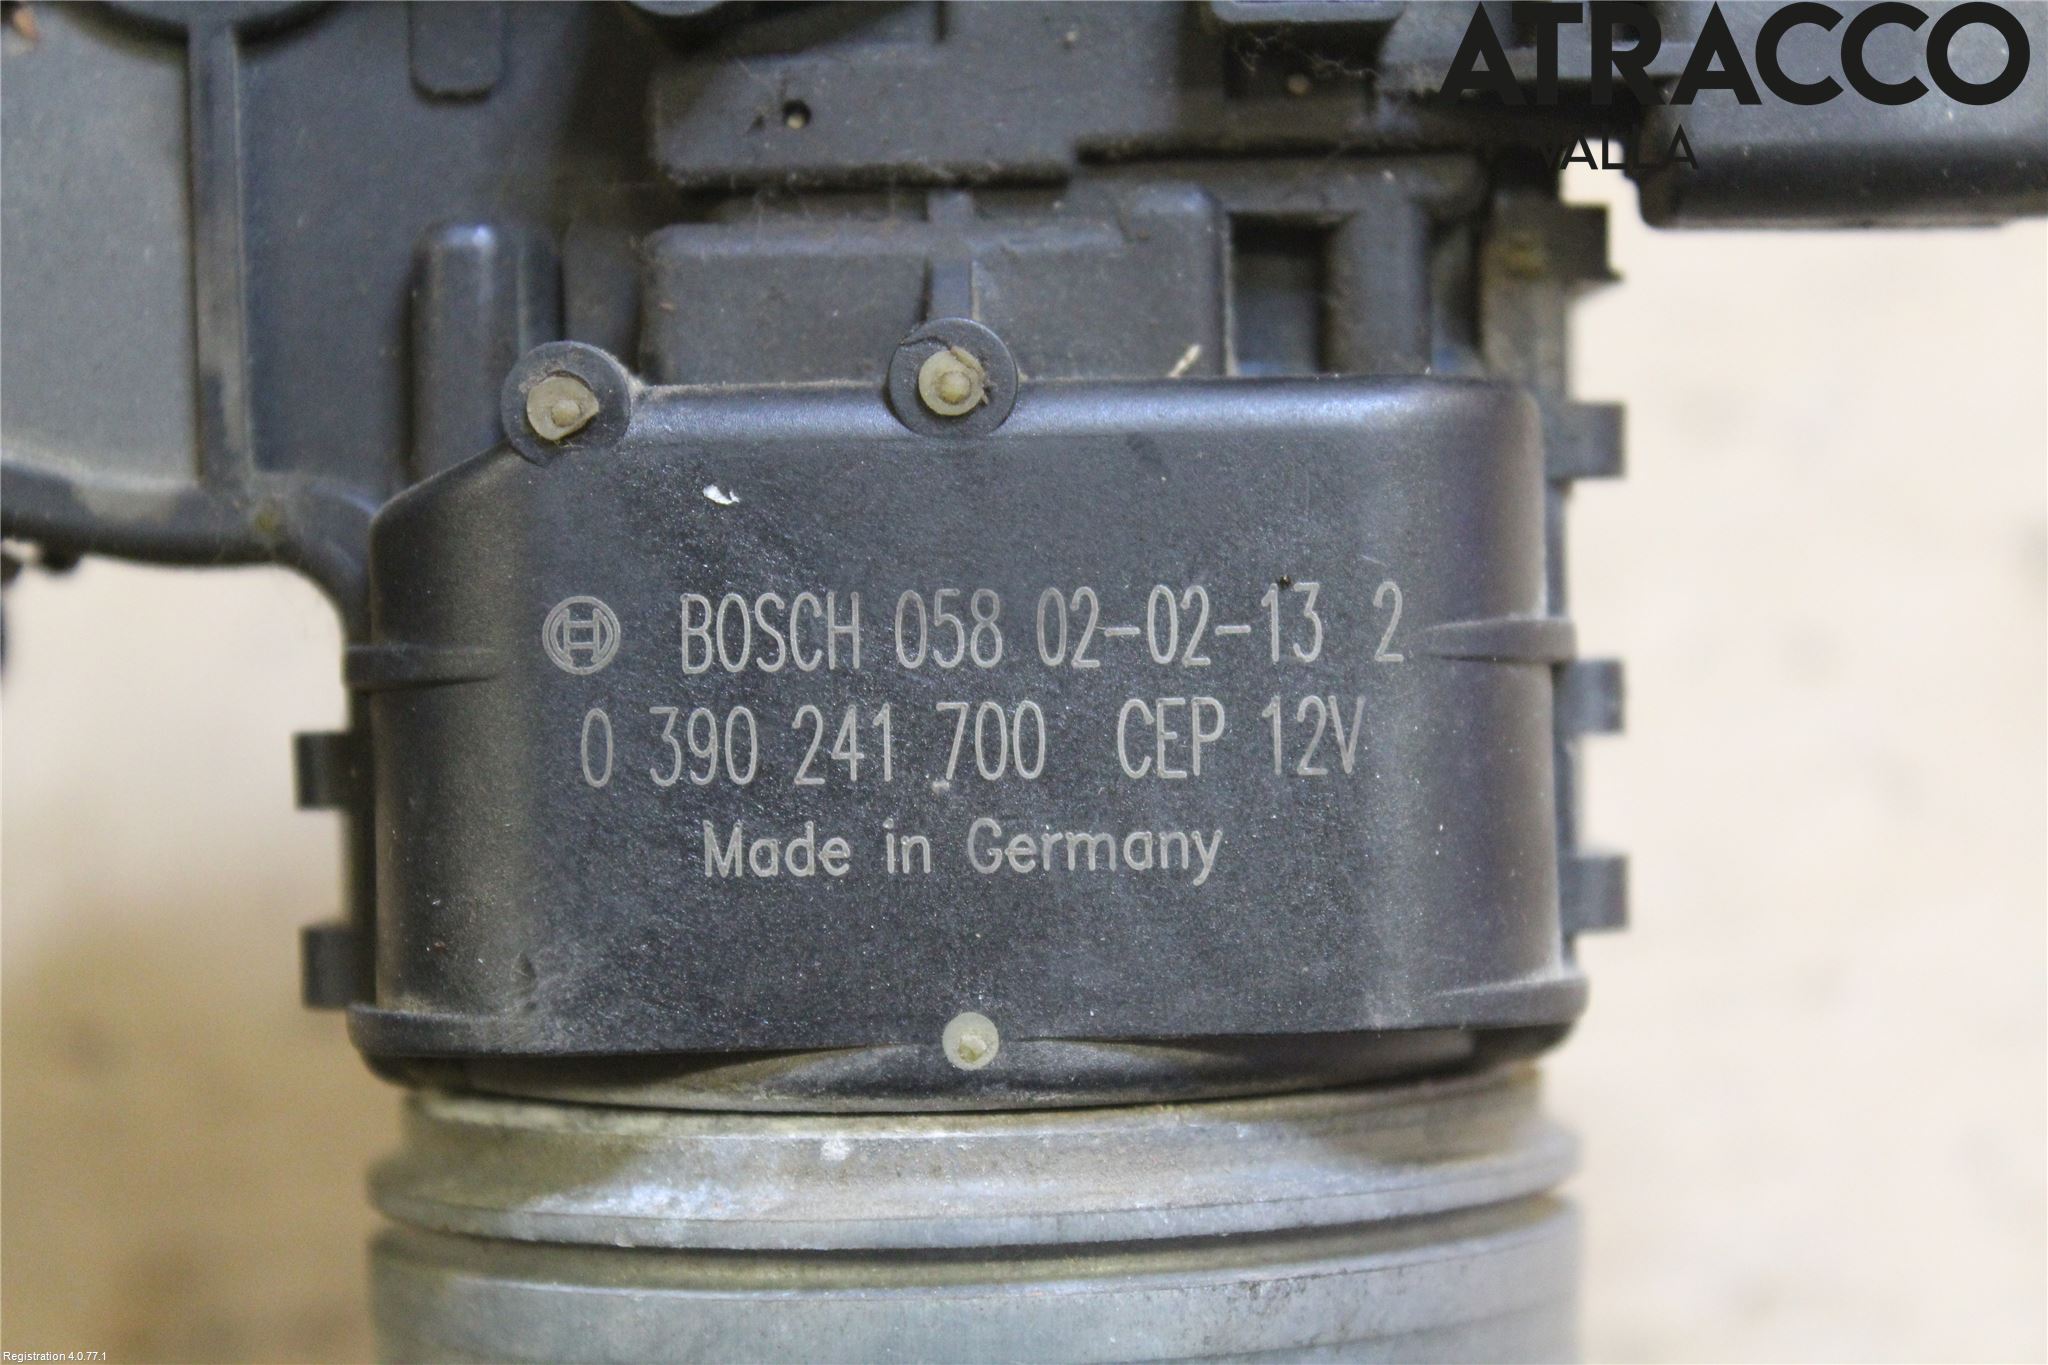 ATRACCO
VALLA
BOSCH 058 02-02-13 2
0 390 241 700 CEP 12V
Made in Germany
Registration 4.0.77.1